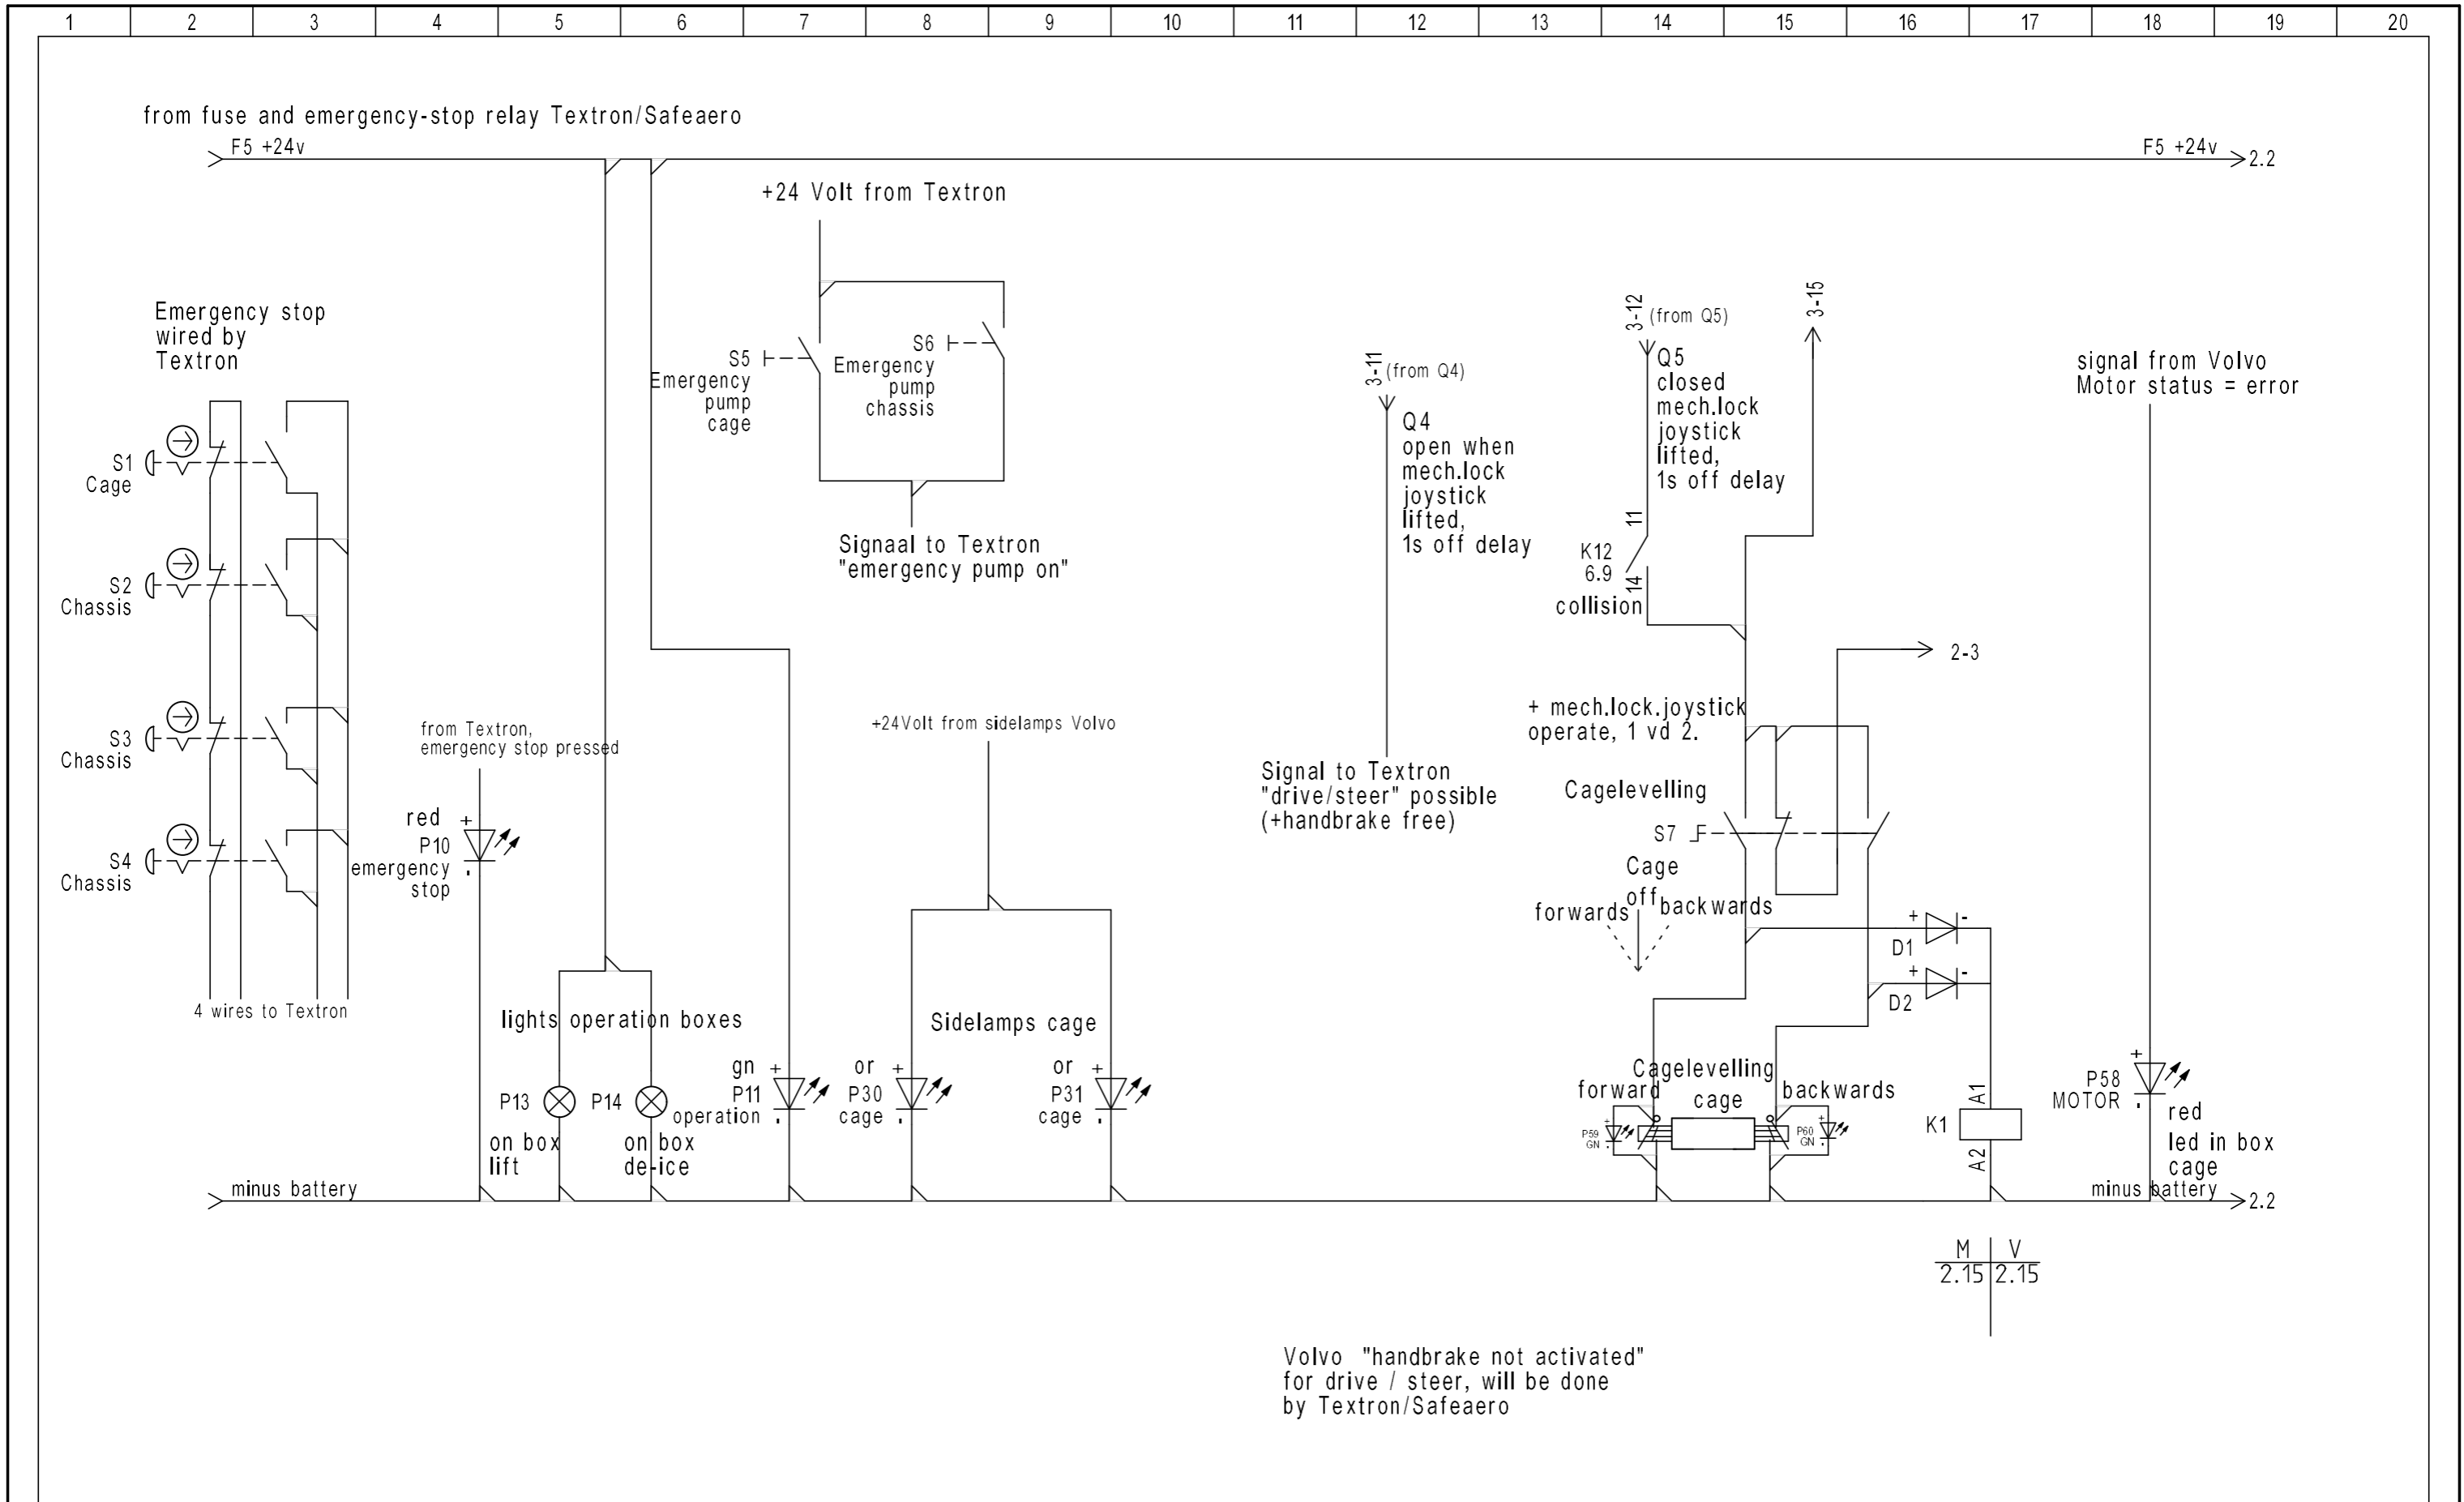 1 2 3 4 5 6 7 8 9 10 11 12 13 14 15 16 17 18 19 20
from fuse and emergency-stop relay Textron/Safeaero
F5 +24v
F5 +24v
2.2
+24 Volt from Textron
Emergency stop
wired by
Textron
S1
Cage
S2
Chassis
S3
Chassis
S4
Chassis
4 wires to Textron
from Textron,
emergency stop pressed
red
+
P10
emergency
stop
-
S5
Emergency
pump
cage
S6
Emergency
pump
chassis
Signaal to Textron
"emergency pump on"
lights operation boxes
P13
on box
lift
P14
on box
de-ice
gn
+
P11
operation
-
+24Volt from sidelamps Volvo
Sidelamps cage
or
+
P30
cage
-
or
+
P31
cage
-
3-11
(from Q4)
Q4
open when
mech.lock
joystick
lifted,
1s off delay
Signal to Textron
"drive/steer" possible
(+handbrake free)
3-12
(from Q5)
Q5
closed
mech.lock
joystick
lifted,
1s off delay
11
K12
6.9
14
collision
3-15
2-3
+ mech.lock.joystick
operate, 1 vd 2.
Cagelevelling
S7
Cage
off
forwards
backwards
+
-
D1
+
-
D2
Cagelevelling
cage
forward
backwards
+
P59
GN
-
+
P60
GN
-
A1
K1
A2
signal from Volvo
Motor status = error
+
P58
MOTOR
-
red
led in box
cage
minus battery
minus battery
2.2
M V
2.15 2.15
Volvo "handbrake not activated"
for drive / steer, will be done
by Textron/Safeaero